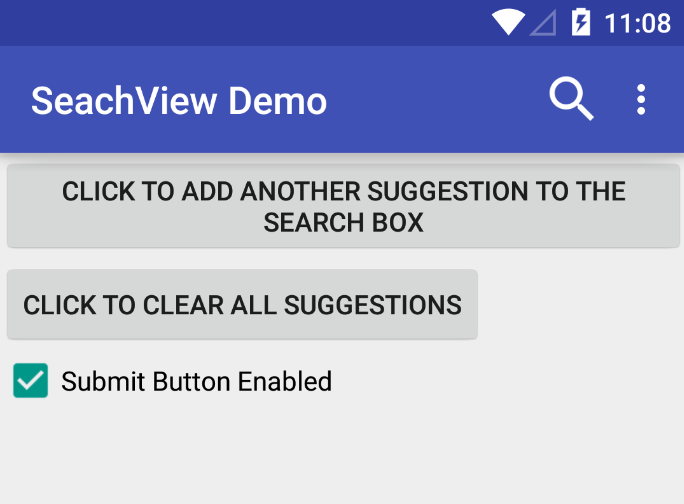 11:08
SeachView Demo
CLICK TO ADD ANOTHER SUGGESTION TO THE
SEARCH BOX
CLICK TO CLEAR ALL SUGGESTIONS
Submit Button Enabled